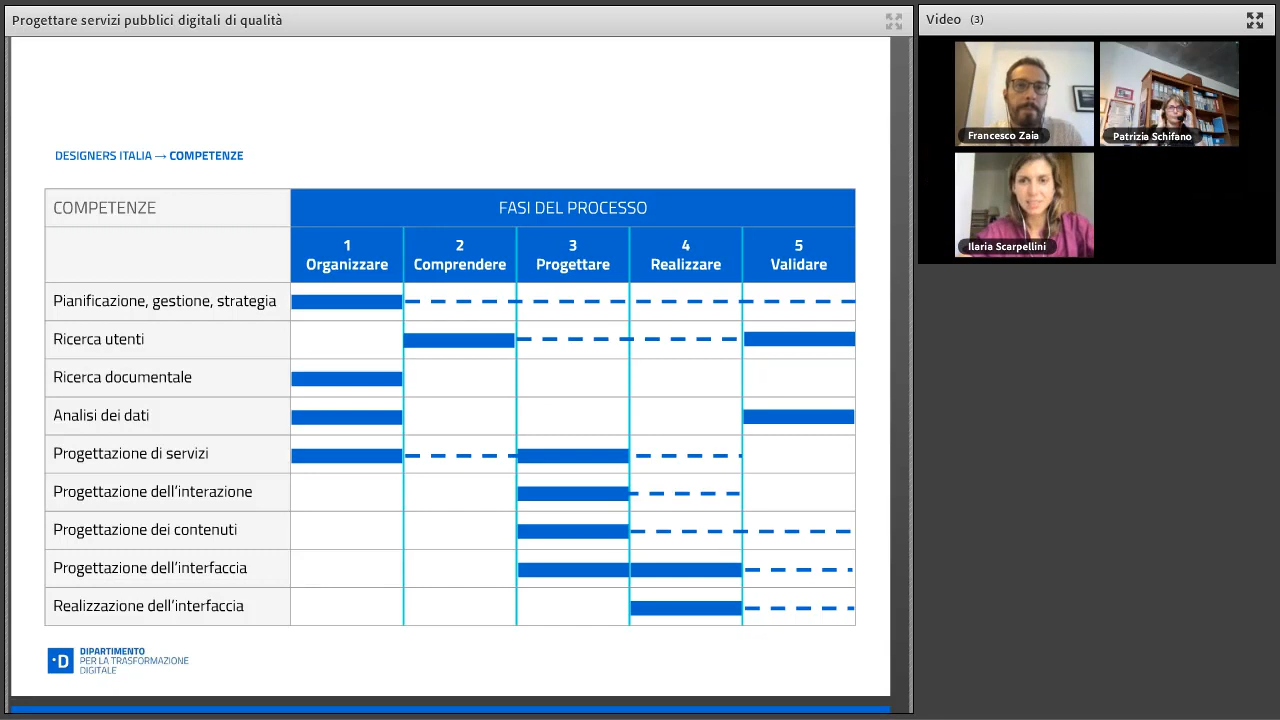 Progettare servizi pubblici digitali di qualità
Video (3)
Francesco Zaia
Patrizia Schifano
Ilaria Scarpellini
DESIGNERS ITALIA → COMPETENZE
COMPETENZE
FASI DEL PROCESSO
1
Organizzare
2
Comprendere
3
Progettare
4
Realizzare
5
Validare
Pianificazione, gestione, strategia
Ricerca utenti
Ricerca documentale
Analisi dei dati
Progettazione di servizi
Progettazione dell'interazione
Progettazione dei contenuti
Progettazione dell'interfaccia
Realizzazione dell'interfaccia
·D
DIPARTIMENTO
PER LA TRASFORMAZIONE
DIGITALE